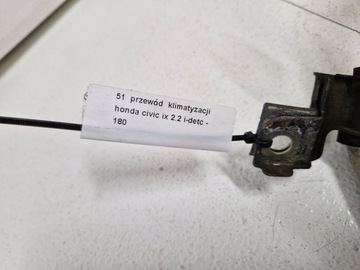 51 przewód klimatyzacji
honda civic ix 2.2 i-detc -
180